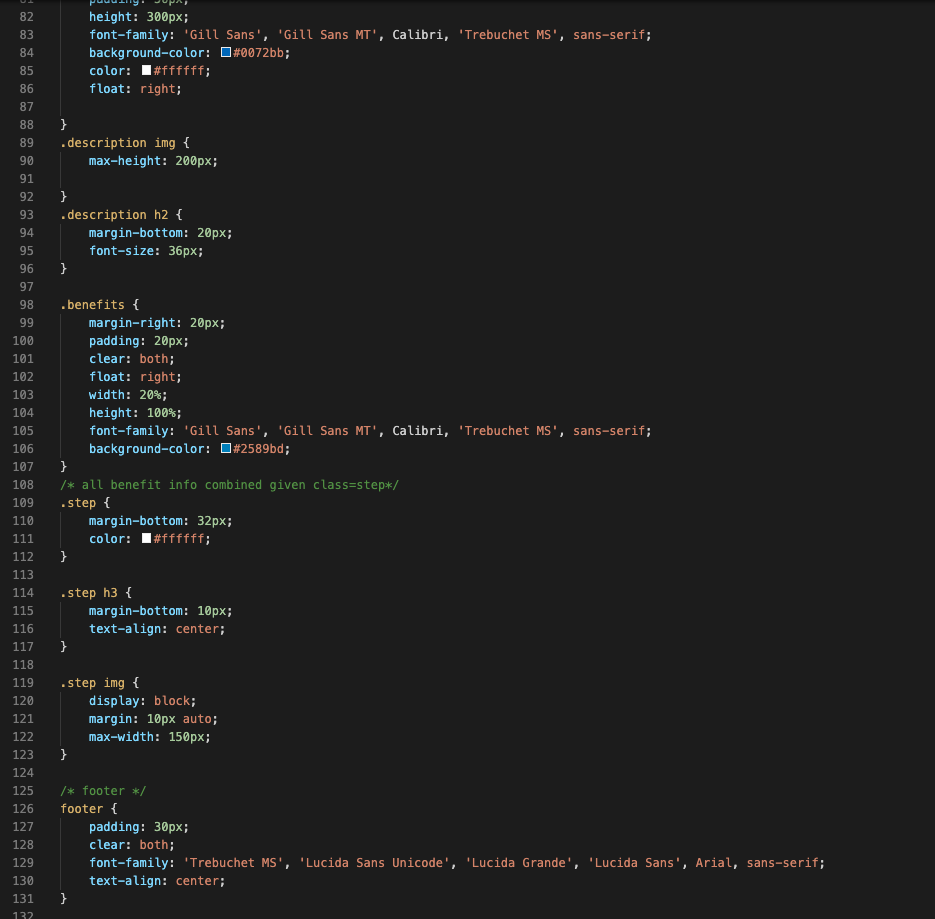 81 padding: 30px;
82 height: 300px;
83 font-family: 'Gill Sans', 'Gill Sans MT', Calibri, 'Trebuchet MS', sans-serif;
84 background-color: #0072bb;
85 color: #ffffff;
86 float: right;
87
88 }
89 .description img {
90 max-height: 200px;
91
92 }
93 .description h2 {
94 margin-bottom: 20px;
95 font-size: 36px;
96 }
97
98 .benefits {
99 margin-right: 20px;
100 padding: 20px;
101 clear: both;
102 float: right;
103 width: 20%;
104 height: 100%;
105 font-family: 'Gill Sans', 'Gill Sans MT', Calibri, 'Trebuchet MS', sans-serif;
106 background-color: #2589bd;
107 }
108 /* all benefit info combined given class=step*/
109 .step {
110 margin-bottom: 32px;
111 color: #ffffff;
112 }
113
114 .step h3 {
115 margin-bottom: 10px;
116 text-align: center;
117 }
118
119 .step img {
120 display: block;
121 margin: 10px auto;
122 max-width: 150px;
123 }
124
125 /* footer */
126 footer {
127 padding: 30px;
128 clear: both;
129 font-family: 'Trebuchet MS', 'Lucida Sans Unicode', 'Lucida Grande', 'Lucida Sans', Arial, sans-serif;
130 text-align: center;
131 }
132